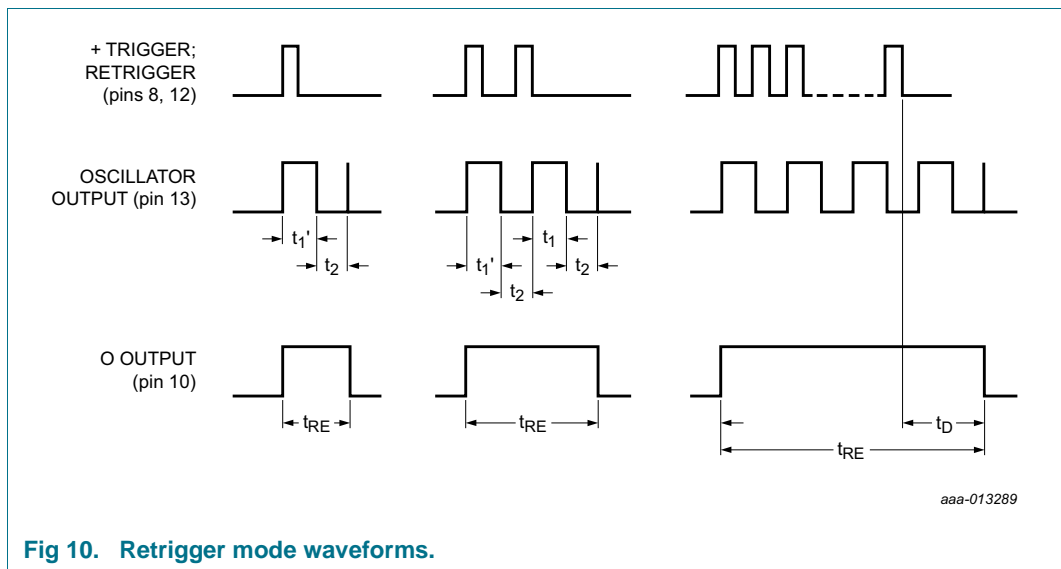 + TRIGGER;
RETRIGGER
(pins 8, 12)
OSCILLATOR
OUTPUT (pin 13)
t1'
t2
t1'
t2
t1
t2
O OUTPUT
(pin 10)
tRE
tRE
tD
tRE
aaa-013289
Fig 10. Retrigger mode waveforms.